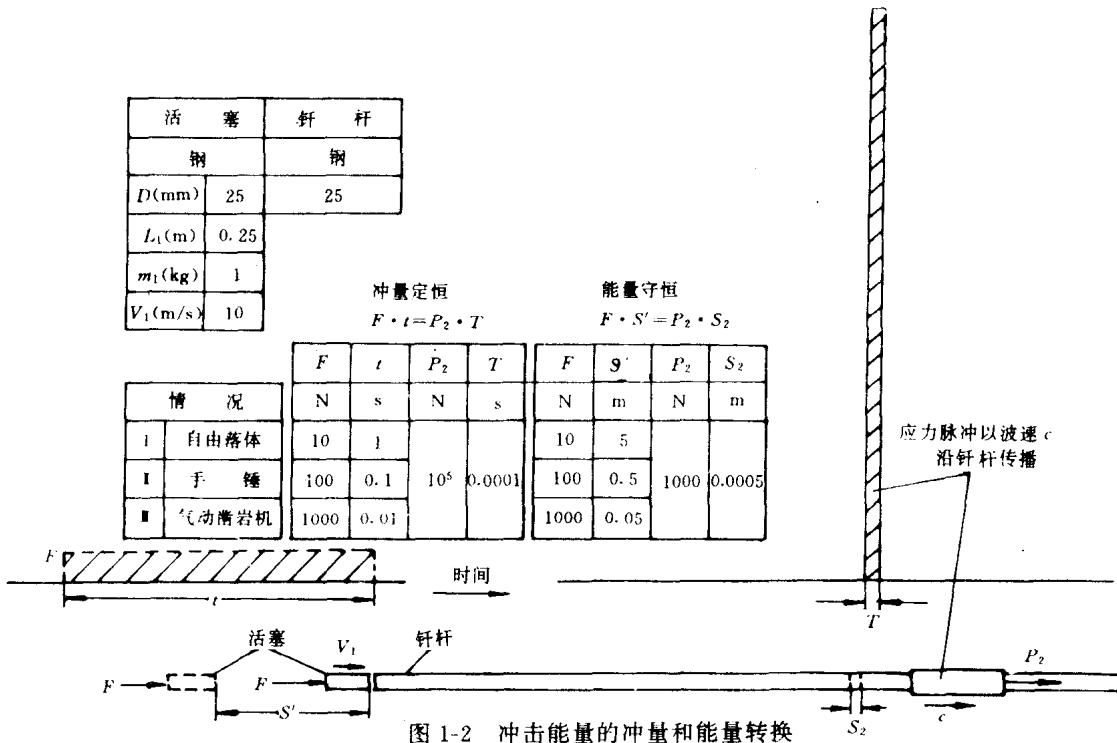 活 塞 钎 杆
钢 钢
D(mm) 25 25
L₁(m) 0.25
m₁(kg) 1
V₁(m/s) 10
冲量定恒 能量守恒
F·t=P₂·T F·S′=P₂·S₂
F t P₂ T F 9′ P₂ S₂
情 况 N s N s N m N m
Ⅰ 自由落体 10 1 10 5
Ⅱ 手 锤 100 0.1 10⁵ 0.0001 100 0.5 1000 0.0005
Ⅲ 气动凿岩机 1000 0.01 1000 0.05
应力脉冲以波速 c
沿钎杆传播
F
t
时间
T
活塞 V₁ 钎杆 P₂
F F
S′ S₂ c
图 1-2 冲击能量的冲量和能量转换